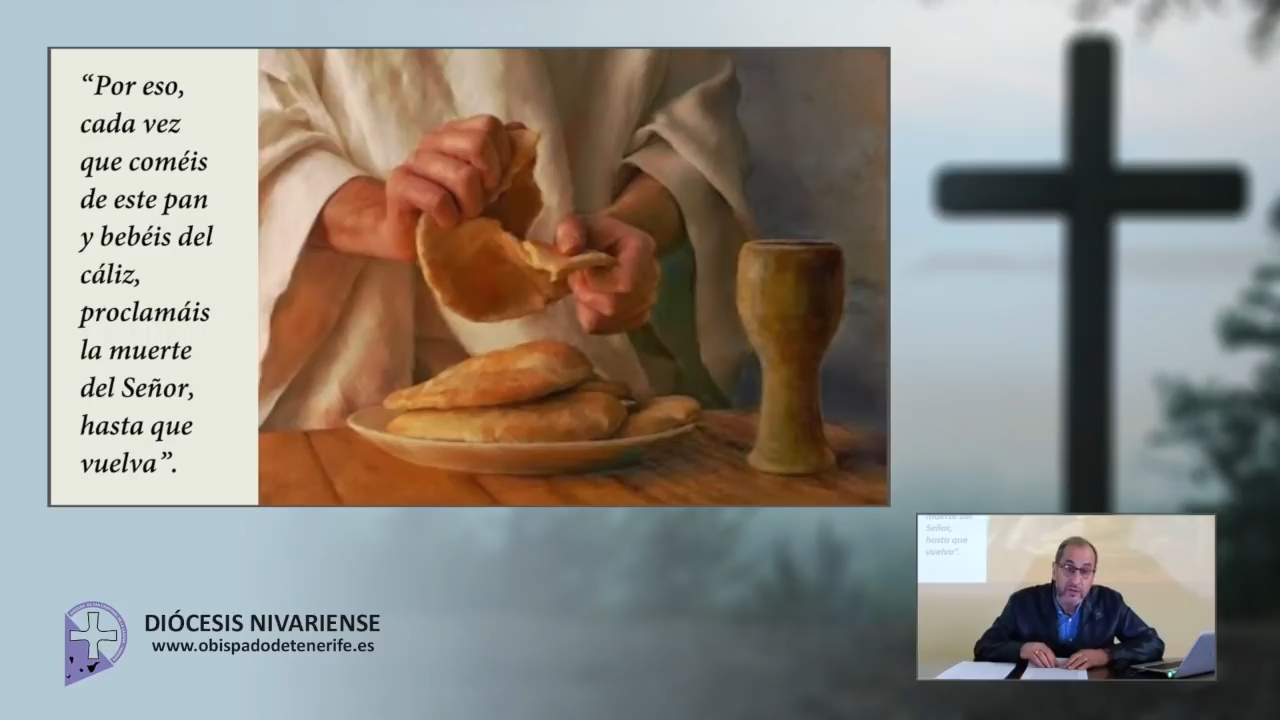 “Por eso,
cada vez
que coméis
de este pan
y bebéis del
cáliz,
proclamáis
la muerte
del Señor,
hasta que
vuelva”.
Señor,
hasta que
vuelva”.
DIÓCESIS NIVARIENSE
www.obispadodetenerife.es